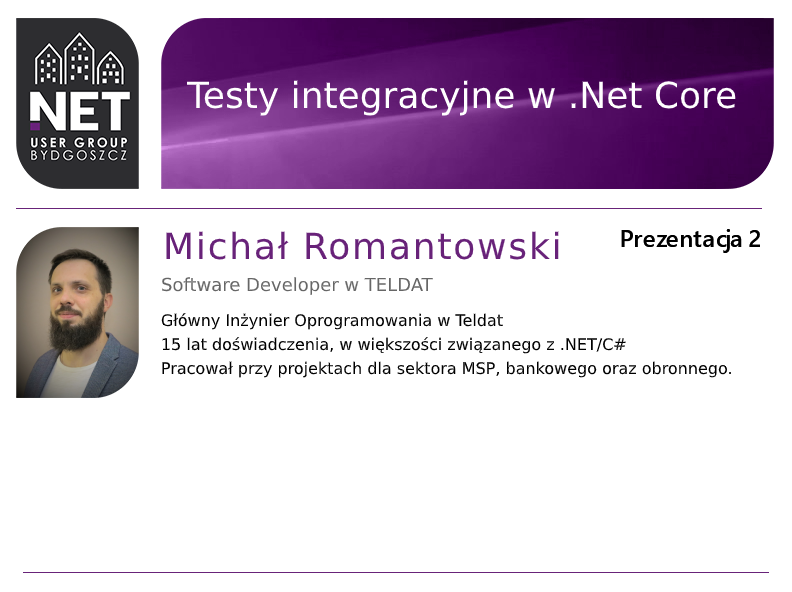 .NET
USER GROUP
BYDGOSZCZ
Testy integracyjne w .Net Core
Michał Romantowski
Prezentacja 2
Software Developer w TELDAT
Główny Inżynier Oprogramowania w Teldat
15 lat doświadczenia, w większości związanego z .NET/C#
Pracował przy projektach dla sektora MSP, bankowego oraz obronnego.